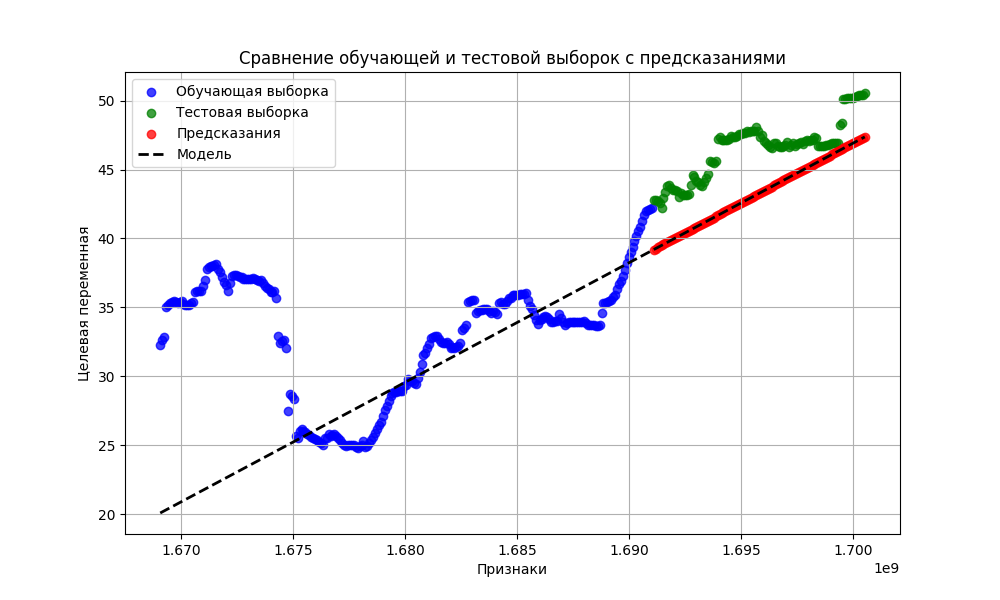 Сравнение обучающей и тестовой выборок с предсказаниями
Обучающая выборка
Тестовая выборка
Предсказания
Модель
Целевая переменная
50
45
40
35
30
25
20
1.670 1.675 1.680 1.685 1.690 1.695 1.700
1e9
Признаки